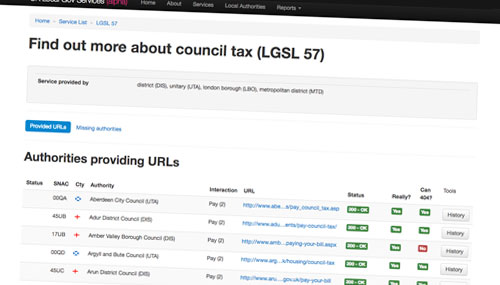 Gov Services (alpha) Home About Services Local Authorities Reports
Home → Service List → LGSL 57
Find out more about council tax (LGSL 57)
Service provided by district (DIS), unitary (UTA), london borough (LBO), metropolitan district (MTD)
Provided URLs Missing authorities
Authorities providing URLs
Status SNAC Cty Authority Interaction URL Status Really? Can 404? Tools
00QA Aberdeen City Council (UTA) Pay (2) http://www.abe...s/pay_council_tax.asp 200 - OK Yes Yes History
45UB Adur District Council (DIS) Pay (2) http://www.adu...ents/pay-council-tax/ 200 - OK Yes Yes History
17UB Amber Valley Borough Council (DIS) Pay (2) http://www.amb...paying-your-bill.aspx 200 - OK Yes No History
00QD Argyll and Bute Council (UTA) Pay (2) http://www.arg...k/housing/council-tax 200 - OK Yes Yes History
45UC Arun District Council (DIS) Pay (2) http://www.aru...gov.uk/pay-your-bill 200 - OK Yes Yes History